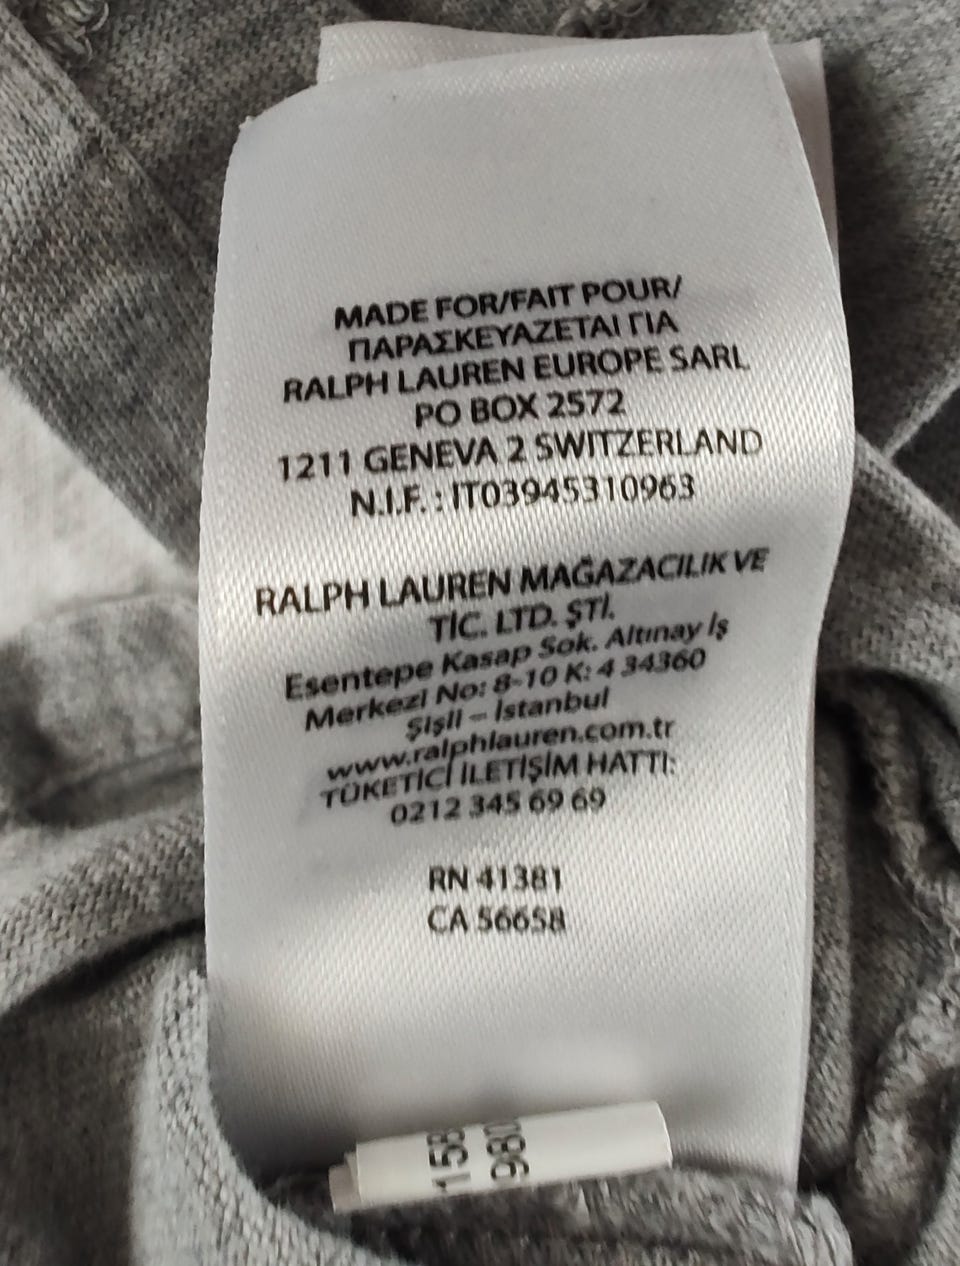 MADE FOR/FAIT POUR/
ΠΑΡΑΣΚΕΥΑΖΕΤΑΙ ΓΙΑ
RALPH LAUREN EUROPE SARL
PO BOX 2572
1211 GENEVA 2 SWITZERLAND
N.I.F. : IT03945310963
RALPH LAUREN MAĞAZACILIK VE
TİC. LTD. ŞTİ.
Esentepe Kasap Sok. Altınay İş
Merkezi No: 8-10 K: 4 34360
Şişli – İstanbul
www.ralphlauren.com.tr
TÜKETİCİ İLETİŞİM HATTI:
0212 345 69 69
RN 41381
CA 56658
158
980